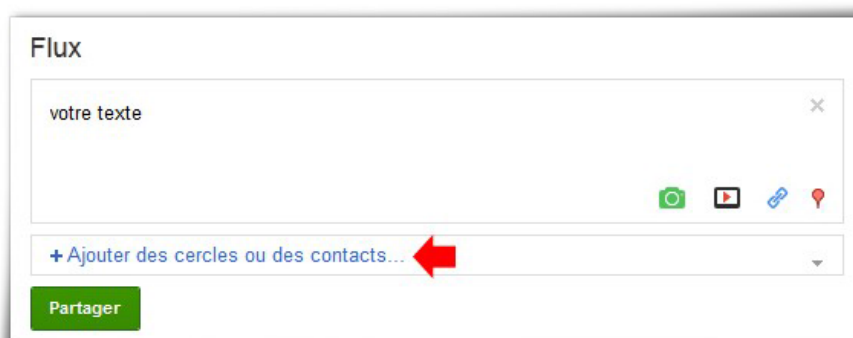 Flux
votre texte
+ Ajouter des cercles ou des contacts...
Partager